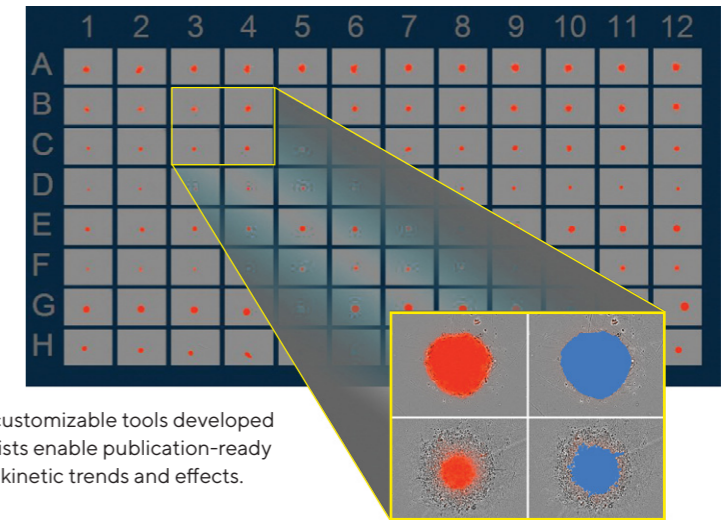 1 2 3 4 5 6 7 8 9 10 11 12
A
B
C
D
E
F
G
H
customizable tools developed
ists enable publication-ready
kinetic trends and effects.